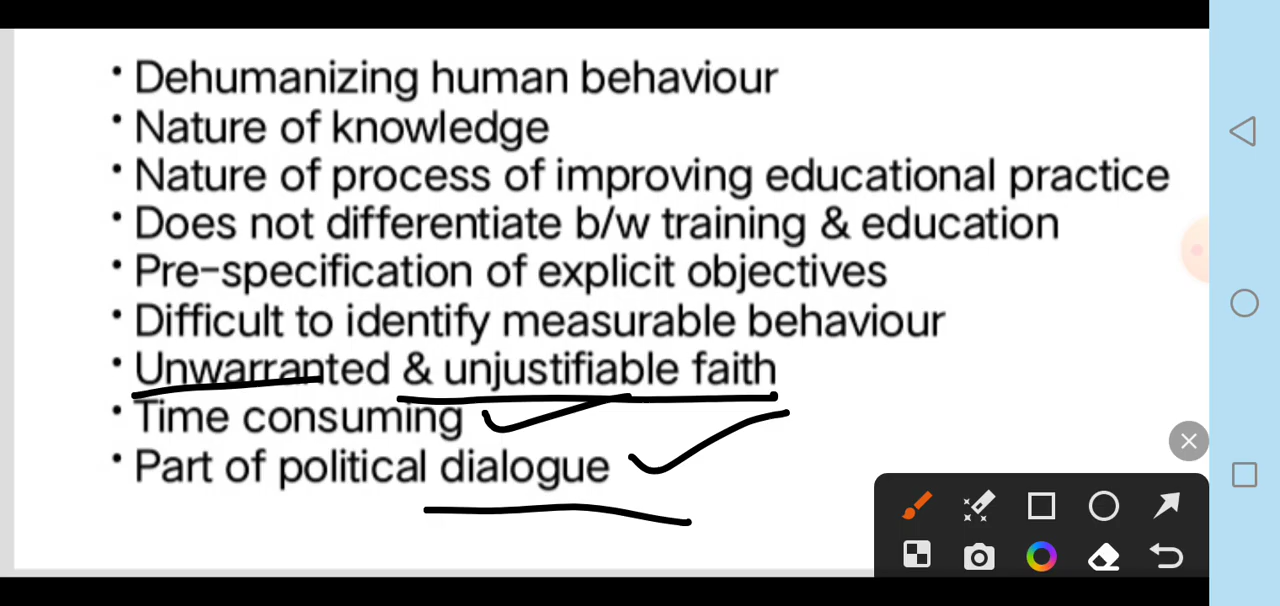 • Dehumanizing human behaviour
• Nature of knowledge
• Nature of process of improving educational practice
• Does not differentiate b/w training & education
• Pre-specification of explicit objectives
• Difficult to identify measurable behaviour
• Unwarranted & unjustifiable faith
• Time consuming
• Part of political dialogue